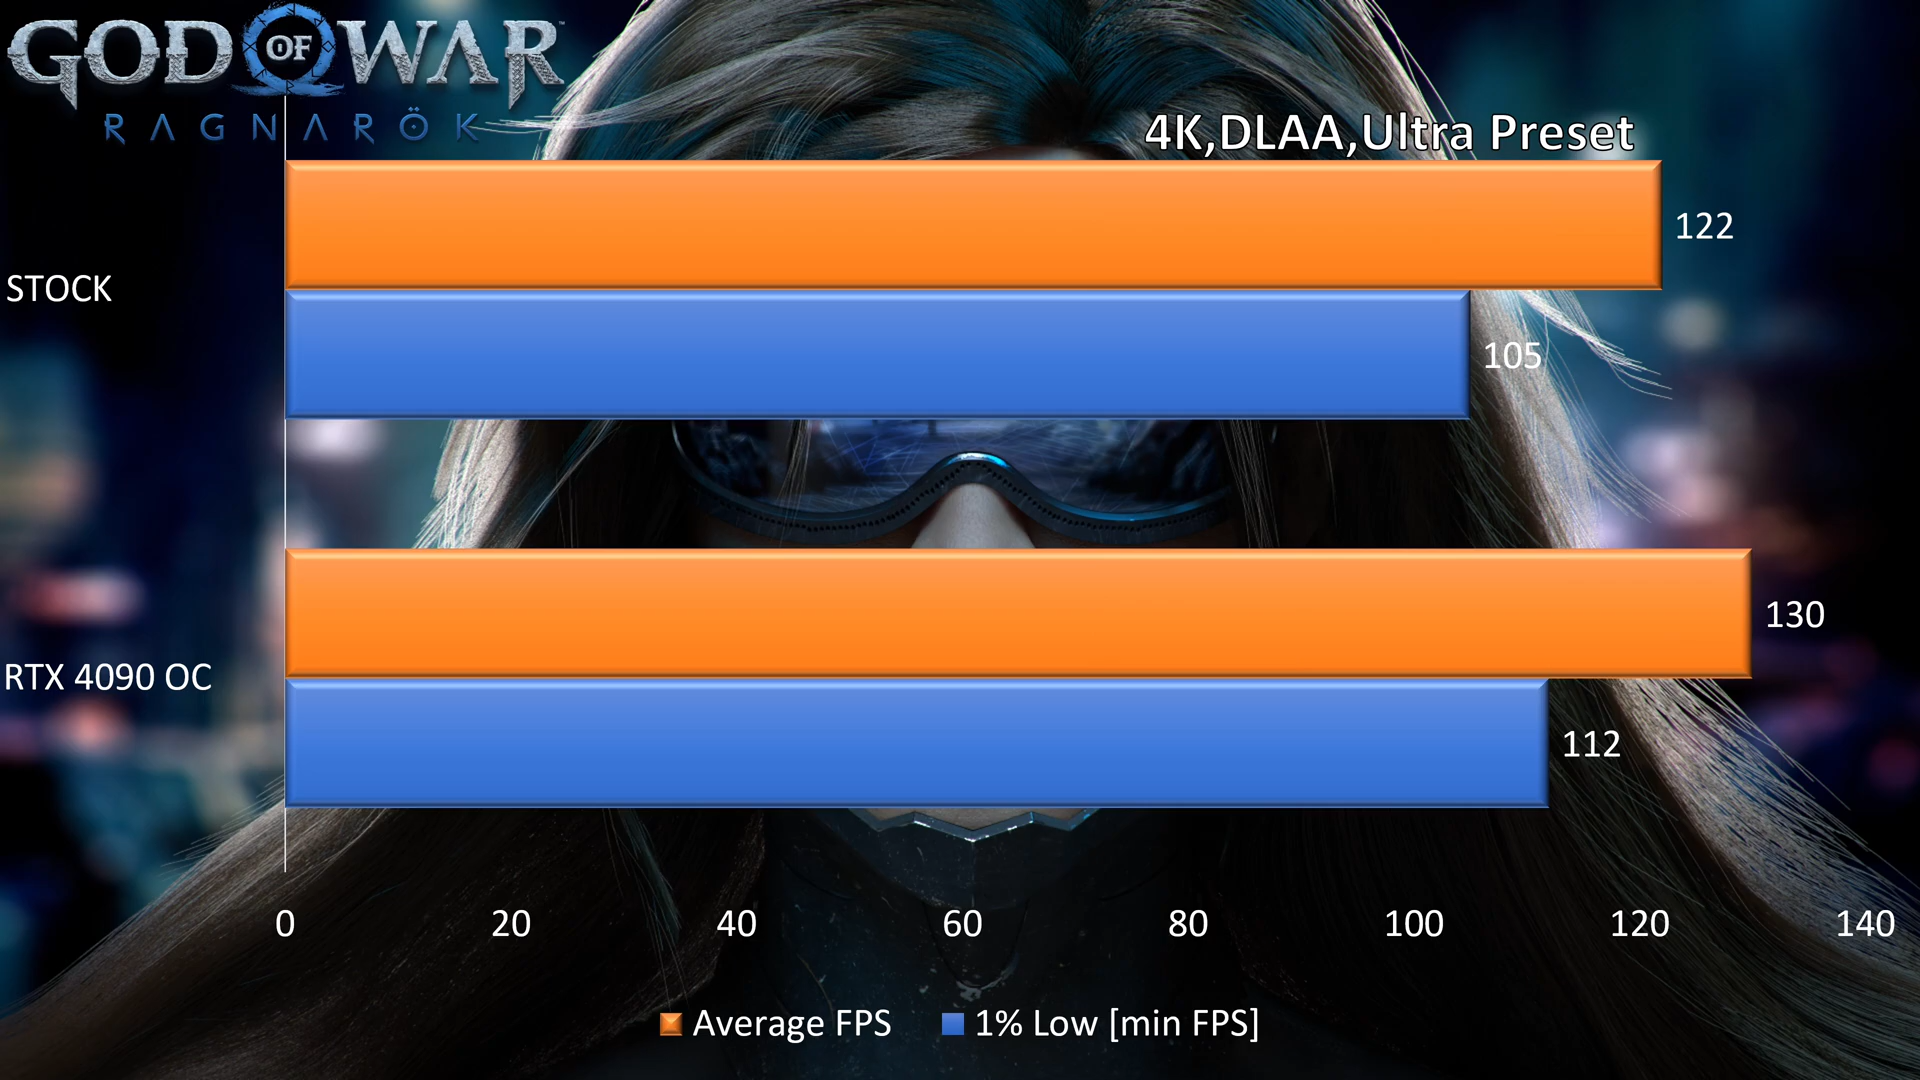 GOD OF WAR
RAGNARÖK
4K,DLAA,Ultra Preset
122
STOCK
105
130
RTX 4090 OC
112
0 20 40 60 80 100 120 140
Average FPS 1% Low [min FPS]